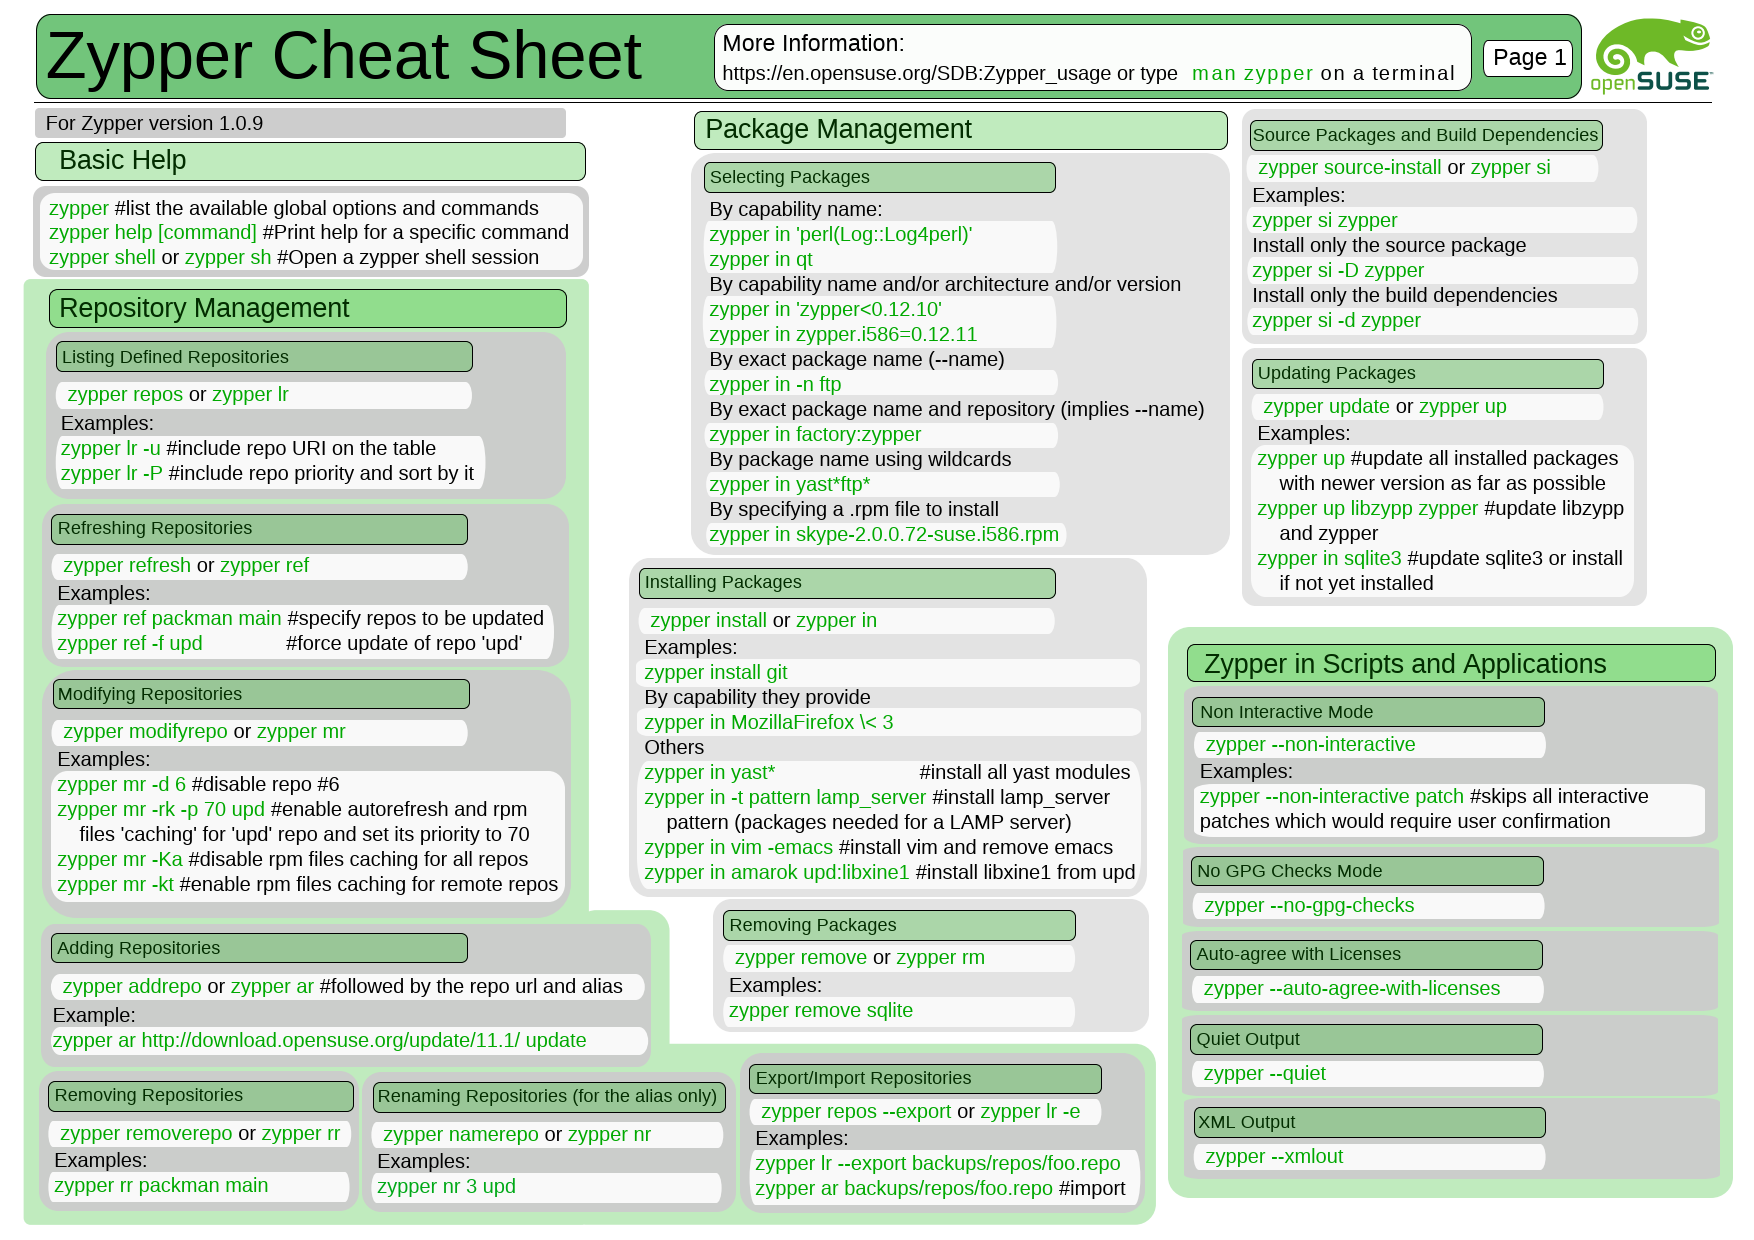 Zypper Cheat Sheet
More Information:
https://en.opensuse.org/SDB:Zypper_usage or type man zypper on a terminal
Page 1
openSUSE
For Zypper version 1.0.9
Basic Help
zypper #list the available global options and commands
zypper help [command] #Print help for a specific command
zypper shell or zypper sh #Open a zypper shell session
Repository Management
Listing Defined Repositories
zypper repos or zypper lr
Examples:
zypper lr -u #include repo URI on the table
zypper lr -P #include repo priority and sort by it
Refreshing Repositories
zypper refresh or zypper ref
Examples:
zypper ref packman main #specify repos to be updated
zypper ref -f upd #force update of repo 'upd'
Modifying Repositories
zypper modifyrepo or zypper mr
Examples:
zypper mr -d 6 #disable repo #6
zypper mr -rk -p 70 upd #enable autorefresh and rpm
files 'caching' for 'upd' repo and set its priority to 70
zypper mr -Ka #disable rpm files caching for all repos
zypper mr -kt #enable rpm files caching for remote repos
Adding Repositories
zypper addrepo or zypper ar #followed by the repo url and alias
Example:
zypper ar http://download.opensuse.org/update/11.1/ update
Removing Repositories
zypper removerepo or zypper rr
Examples:
zypper rr packman main
Renaming Repositories (for the alias only)
zypper namerepo or zypper nr
Examples:
zypper nr 3 upd
Export/Import Repositories
zypper repos --export or zypper lr -e
Examples:
zypper lr --export backups/repos/foo.repo
zypper ar backups/repos/foo.repo #import
Package Management
Selecting Packages
By capability name:
zypper in 'perl(Log::Log4perl)'
zypper in qt
By capability name and/or architecture and/or version
zypper in 'zypper<0.12.10'
zypper in zypper.i586=0.12.11
By exact package name (--name)
zypper in -n ftp
By exact package name and repository (implies --name)
zypper in factory:zypper
By package name using wildcards
zypper in yast*ftp*
By specifying a .rpm file to install
zypper in skype-2.0.0.72-suse.i586.rpm
Installing Packages
zypper install or zypper in
Examples:
zypper install git
By capability they provide
zypper in MozillaFirefox \< 3
Others
zypper in yast* #install all yast modules
zypper in -t pattern lamp_server #install lamp_server
pattern (packages needed for a LAMP server)
zypper in vim -emacs #install vim and remove emacs
zypper in amarok upd:libxine1 #install libxine1 from upd
Removing Packages
zypper remove or zypper rm
Examples:
zypper remove sqlite
Source Packages and Build Dependencies
zypper source-install or zypper si
Examples:
zypper si zypper
Install only the source package
zypper si -D zypper
Install only the build dependencies
zypper si -d zypper
Updating Packages
zypper update or zypper up
Examples:
zypper up #update all installed packages
with newer version as far as possible
zypper up libzypp zypper #update libzypp
and zypper
zypper in sqlite3 #update sqlite3 or install
if not yet installed
Zypper in Scripts and Applications
Non Interactive Mode
zypper --non-interactive
Examples:
zypper --non-interactive patch #skips all interactive
patches which would require user confirmation
No GPG Checks Mode
zypper --no-gpg-checks
Auto-agree with Licenses
zypper --auto-agree-with-licenses
Quiet Output
zypper --quiet
XML Output
zypper --xmlout